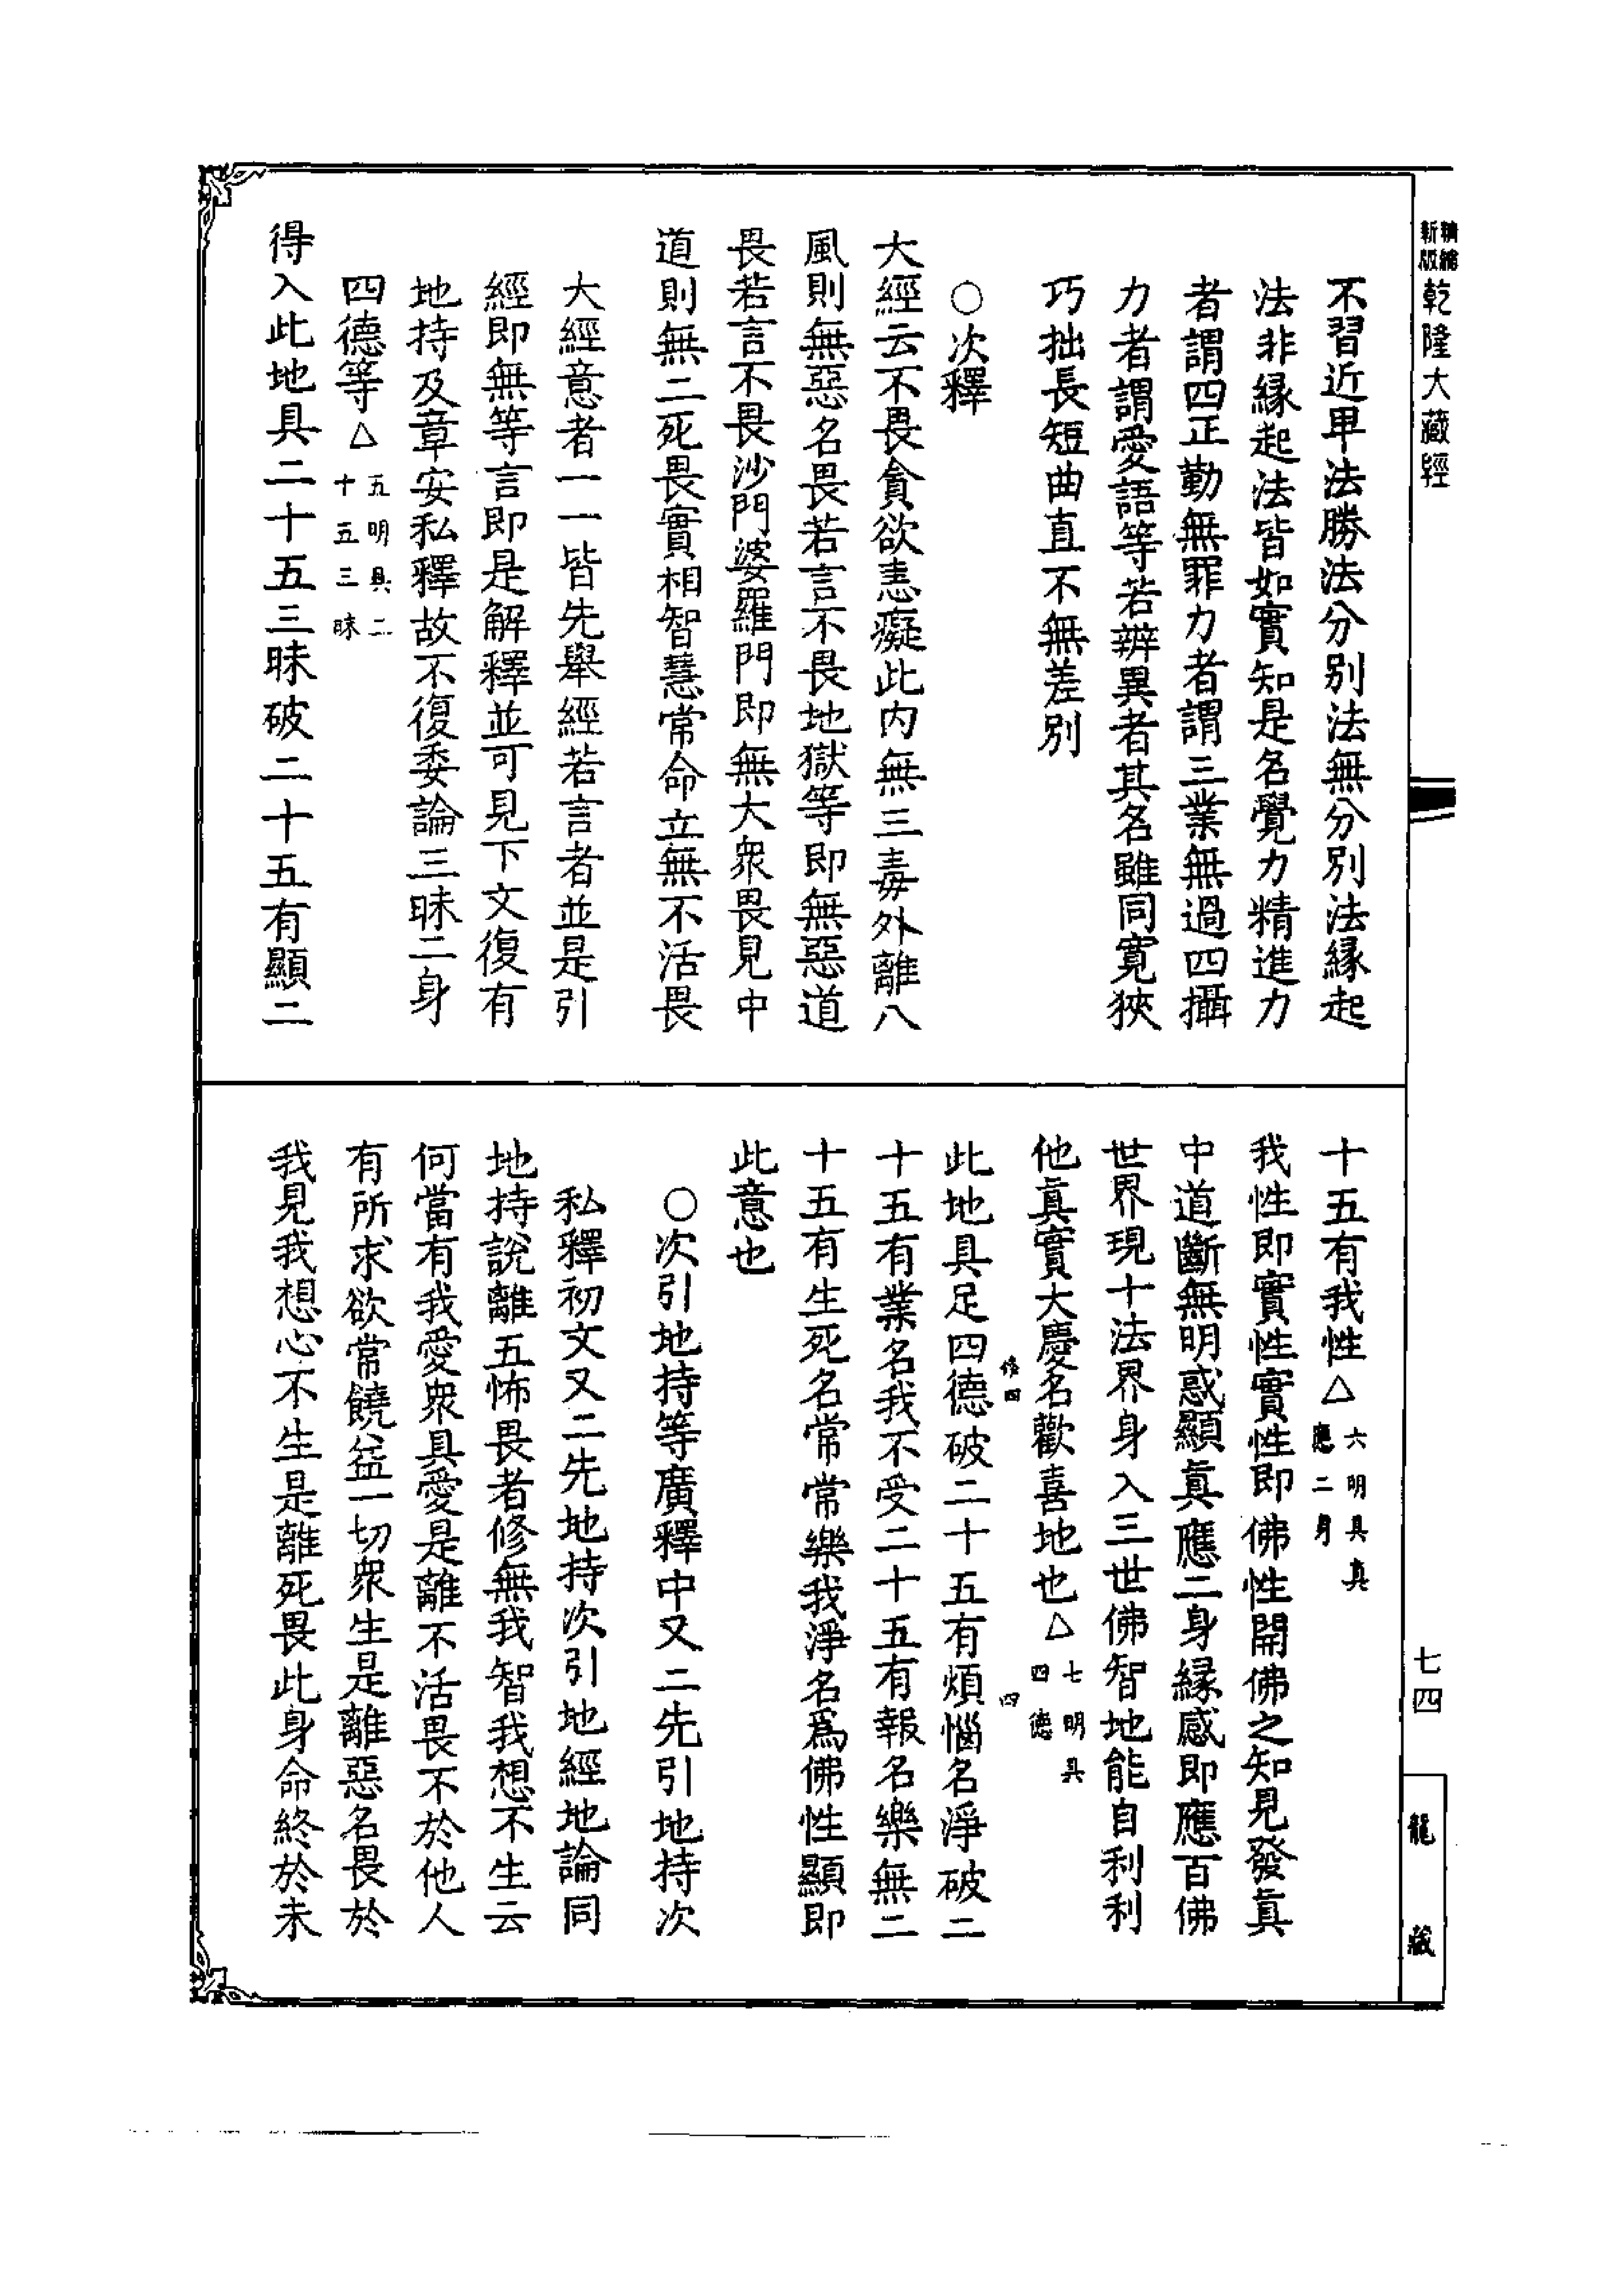 精繪
新版
乾隆大藏經
七四
龍藏
不習近卑法勝法分别法無分别法縁起
法非縁起法皆如實知是名覺力精進力
者謂四正勤無罪力者謂三業無過四攝
力者謂愛語等若辨異者其名雖同寛狹
巧拙長短曲直不無差别
○次釋
大經云不畏貪欲恚癡此内無三毒外離八
風則無惡名畏若言不畏地獄等即無惡道
畏若言不畏沙門婆羅門即無大衆畏見中
道則無二死畏實相智慧常命立無不活畏
大經意者一一皆先舉經若言者並是引
經即無等言即是解釋並可見下文復有
地持及章安私釋故不復委論三昧二身
四德等△五明具二十五三昧
得入此地具二十五三昧破二十五有顯二
十五有我性△六明具真應二身
我性即實性實性即佛性開佛之知見發真
中道斷無明惑顯真應二身縁感即應百佛
世界現十法界身入三世佛智地能自利利
他真實大慶名歡喜地也△七明具四德
此地具足四德破二十五有煩惱名淨破二
十五有業名我不受二十五有報名樂無二
十五有生死名常常樂我淨名爲佛性顯即
此意也
○次引地持等廣釋中又二先引地持次
私釋初文又二先地持次引地經地論同
地持說離五怖畏者修無我智我想不生云
何當有我愛衆具愛是離不活畏不於他人
有所求欲常饒益一切衆生是離惡名畏於
我見我想心不生是離死畏此身命終於未